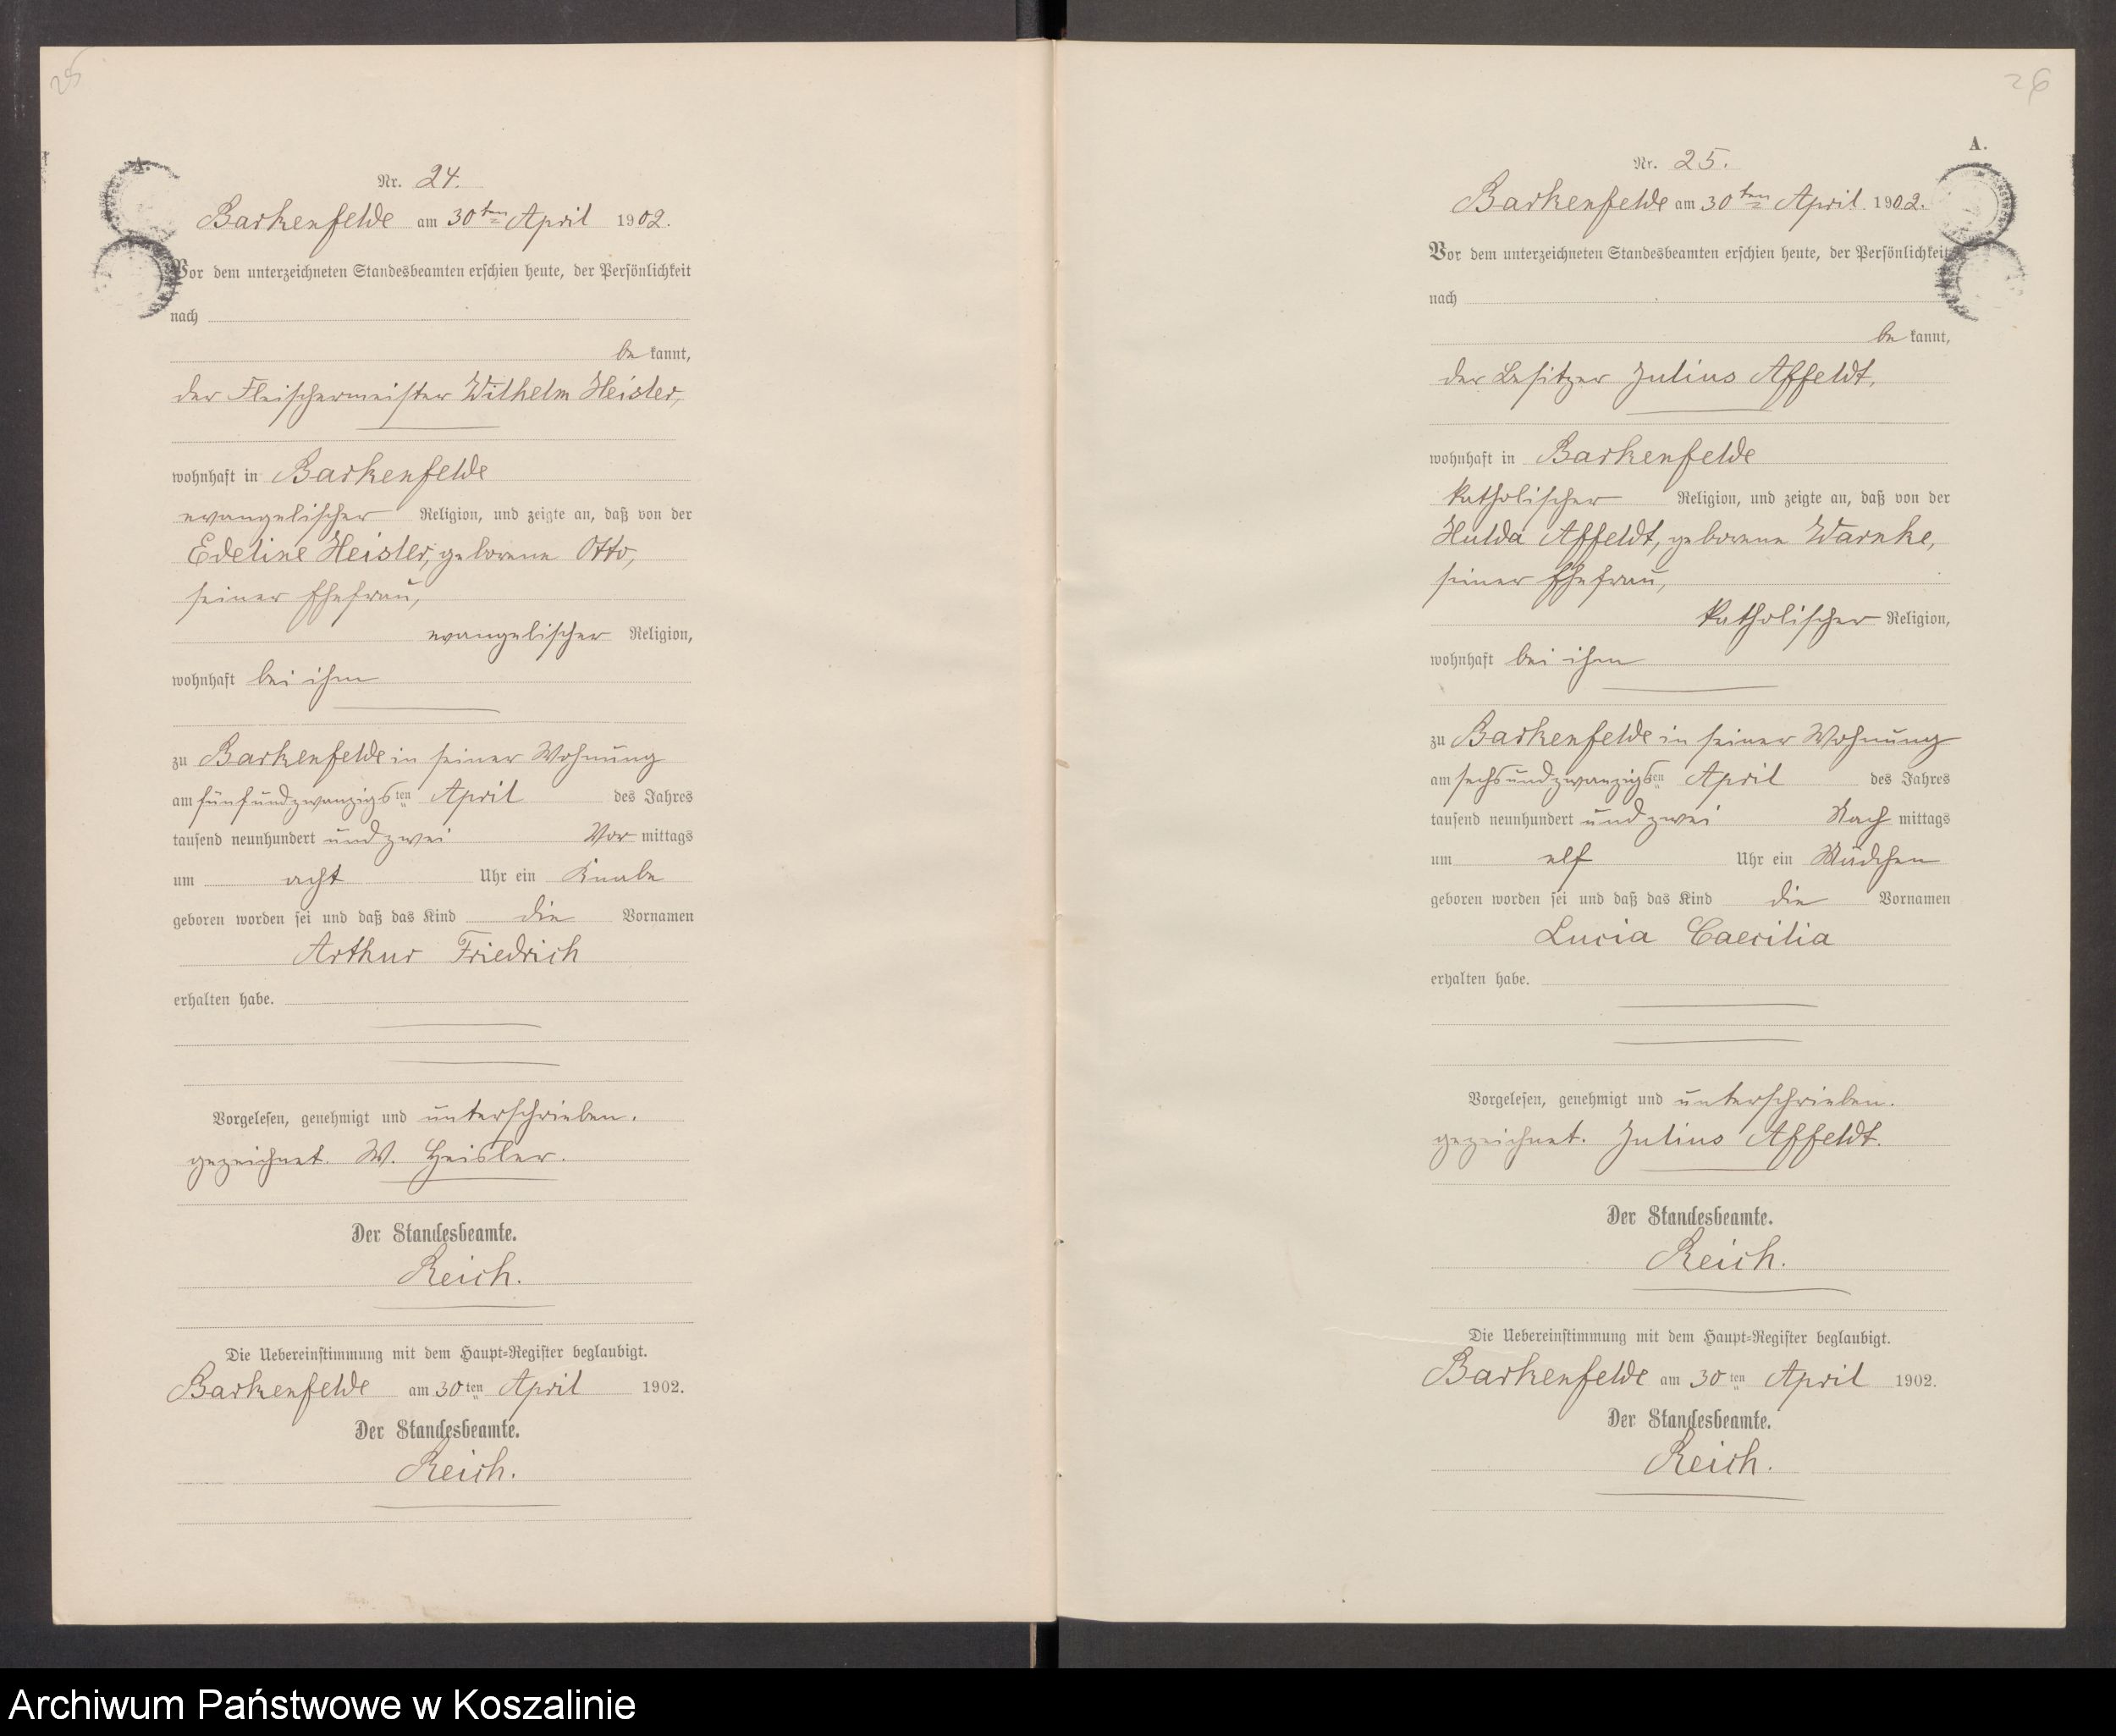 25
A.
Nr. 24.
Barkenfelde am 30ten April 1902.
Vor dem unterzeichneten Standesbeamten erschien heute, der Persönlichkeit
nach
be kannt,
der Fleischermeister Wilhelm Heisler,
wohnhaft in Barkenfelde
evangelischer Religion, und zeigte an, daß von der
Edeline Heisler, geborene Otto,
seiner Ehefrau,
evangelischer Religion,
wohnhaft bei ihm
zu Barkenfelde in seiner Wohnung
am fünfundzwanzigsten April des Jahres
tausend neunhundert und zwei Vor mittags
um acht Uhr ein Knabe
geboren worden sei und daß das Kind die Vornamen
Arthur Friedrich
erhalten habe.
Vorgelesen, genehmigt und unterschrieben.
gezeichnet. W. Heisler.
Der Standesbeamte.
Reich.
Die Uebereinstimmung mit dem Haupt-Register beglaubigt.
Barkenfelde am 30ten April 1902.
Der Standesbeamte.
Reich.
26
A.
Nr. 25.
Barkenfelde am 30ten April 1902.
Vor dem unterzeichneten Standesbeamten erschien heute, der Persönlichkeit
nach
be kannt,
der Besitzer Julius Affeldt,
wohnhaft in Barkenfelde
katholischer Religion, und zeigte an, daß von der
Hulda Affeldt, geborene Warnke,
seiner Ehefrau,
katholischer Religion,
wohnhaft bei ihm
zu Barkenfelde in seiner Wohnung
am sechsundzwanzigsten April des Jahres
tausend neunhundert und zwei Nach mittags
um elf Uhr ein Mädchen
geboren worden sei und daß das Kind die Vornamen
Lucia Caecilia
erhalten habe.
Vorgelesen, genehmigt und unterschrieben.
gezeichnet. Julius Affeldt.
Der Standesbeamte.
Reich.
Die Uebereinstimmung mit dem Haupt-Register beglaubigt.
Barkenfelde am 30ten April 1902.
Der Standesbeamte.
Reich.
Archiwum Państwowe w Koszalinie